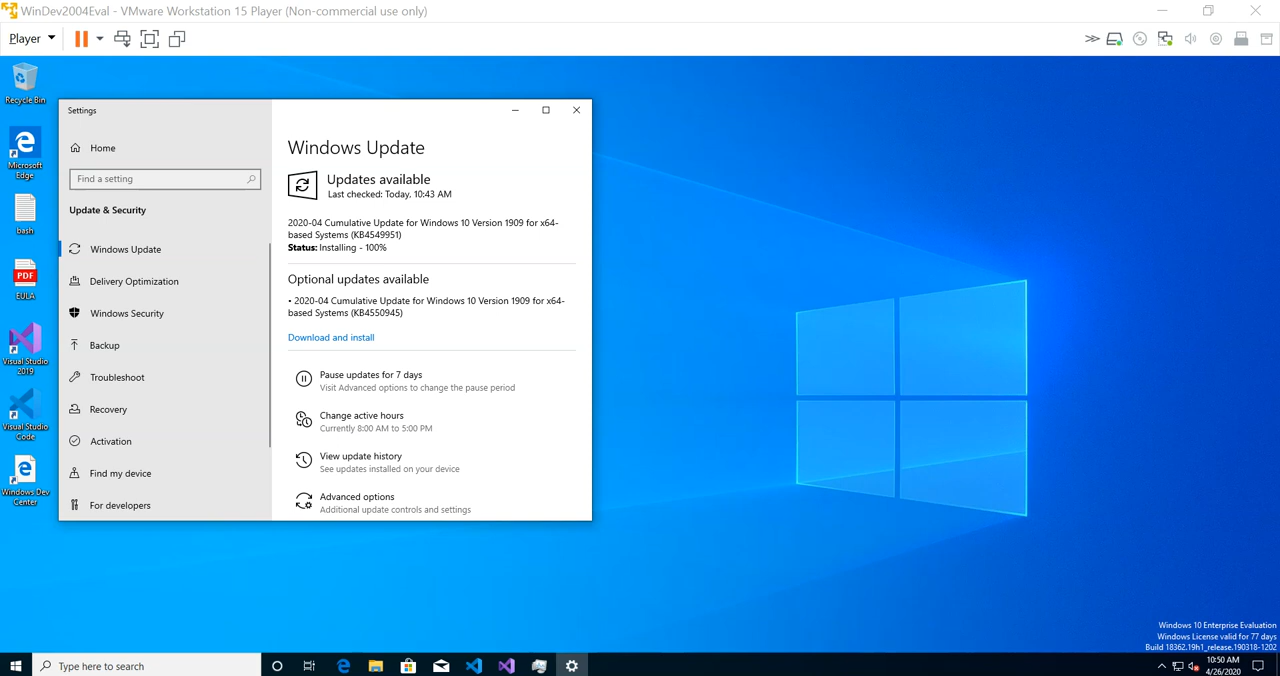 WinDev2004Eval - VMware Workstation 15 Player (Non-commercial use only)
Player
Recycle Bin
Microsoft
Edge
bash
PDF
EULA
Visual Studio
2019
Visual Studio
Code
Windows Dev
Center
Settings
Home
Find a setting
Update & Security
Windows Update
Delivery Optimization
Windows Security
Backup
Troubleshoot
Recovery
Activation
Find my device
For developers
Windows Update
Updates available
Last checked: Today, 10:43 AM
2020-04 Cumulative Update for Windows 10 Version 1909 for x64-
based Systems (KB4549951)
Status: Installing - 100%
Optional updates available
• 2020-04 Cumulative Update for Windows 10 Version 1909 for x64-
based Systems (KB4550945)
Download and install
Pause updates for 7 days
Visit Advanced options to change the pause period
Change active hours
Currently 8:00 AM to 5:00 PM
View update history
See updates installed on your device
Advanced options
Additional update controls and settings
Windows 10 Enterprise Evaluation
Windows License valid for 77 days
Build 18362.19h1_release.190318-1202
Type here to search
10:50 AM
4/26/2020